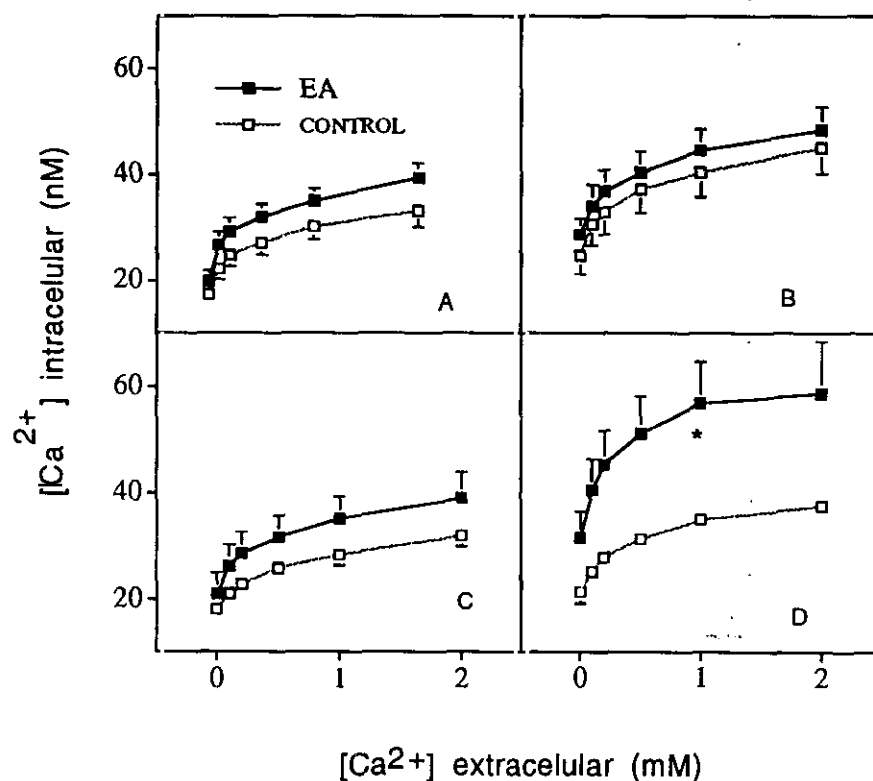 60
40
20
EA
CONTROL
A
B
60
40
20
C
*
D
0
1
2
0
1
2
[Ca2+] intracelular (nM)
[Ca2+] extracelular (mM)